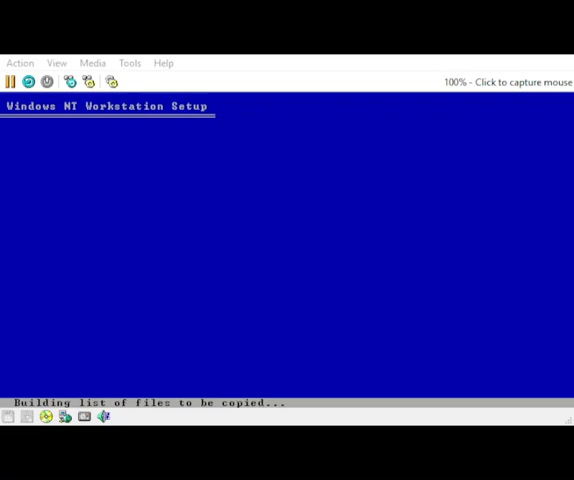 Action View Media Tools Help
100% - Click to capture mouse
Windows NT Workstation Setup
Building list of files to be copied...